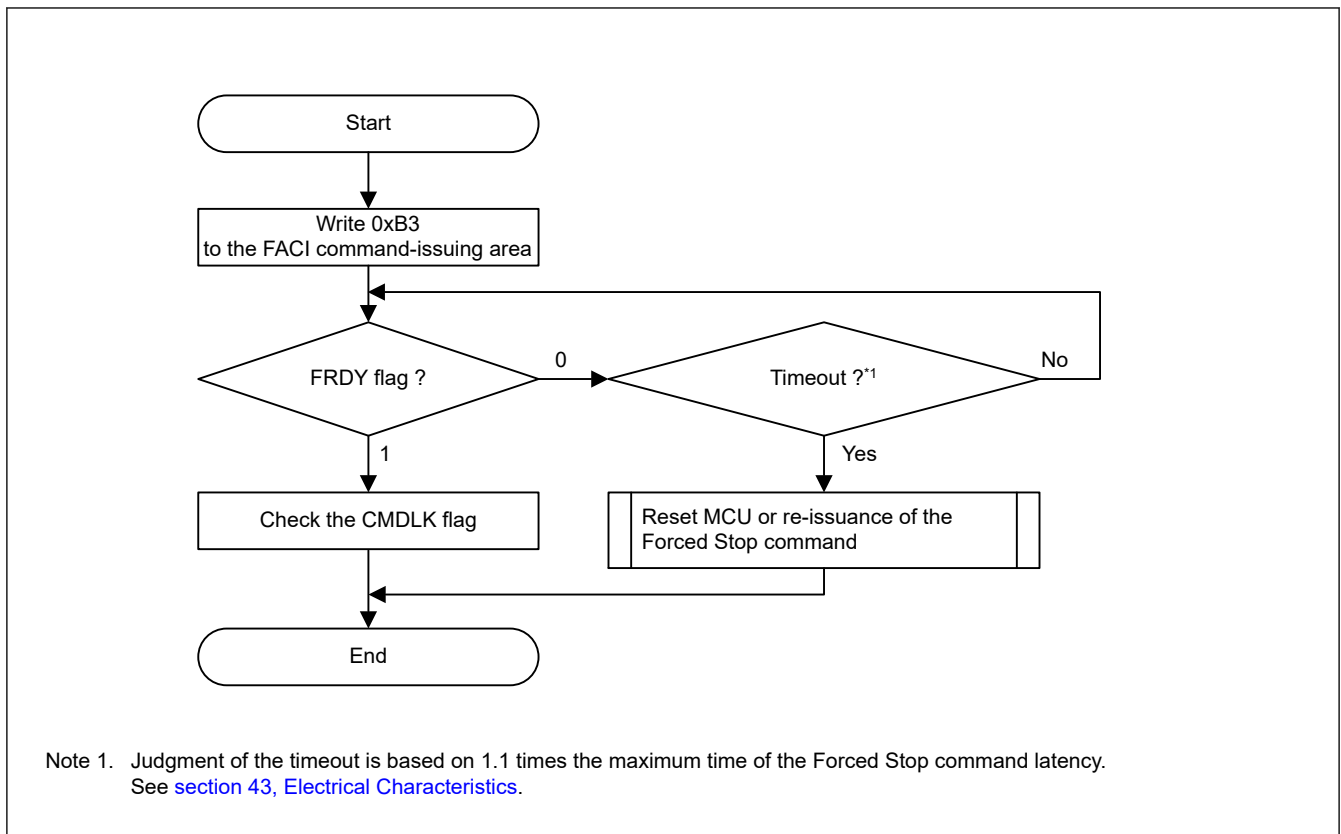 Start
Write 0xB3
to the FACI command-issuing area
FRDY flag ?
0
Timeout ?*1
No
1
Yes
Check the CMDLK flag
Reset MCU or re-issuance of the
Forced Stop command
End
Note 1. Judgment of the timeout is based on 1.1 times the maximum time of the Forced Stop command latency.
See section 43, Electrical Characteristics.